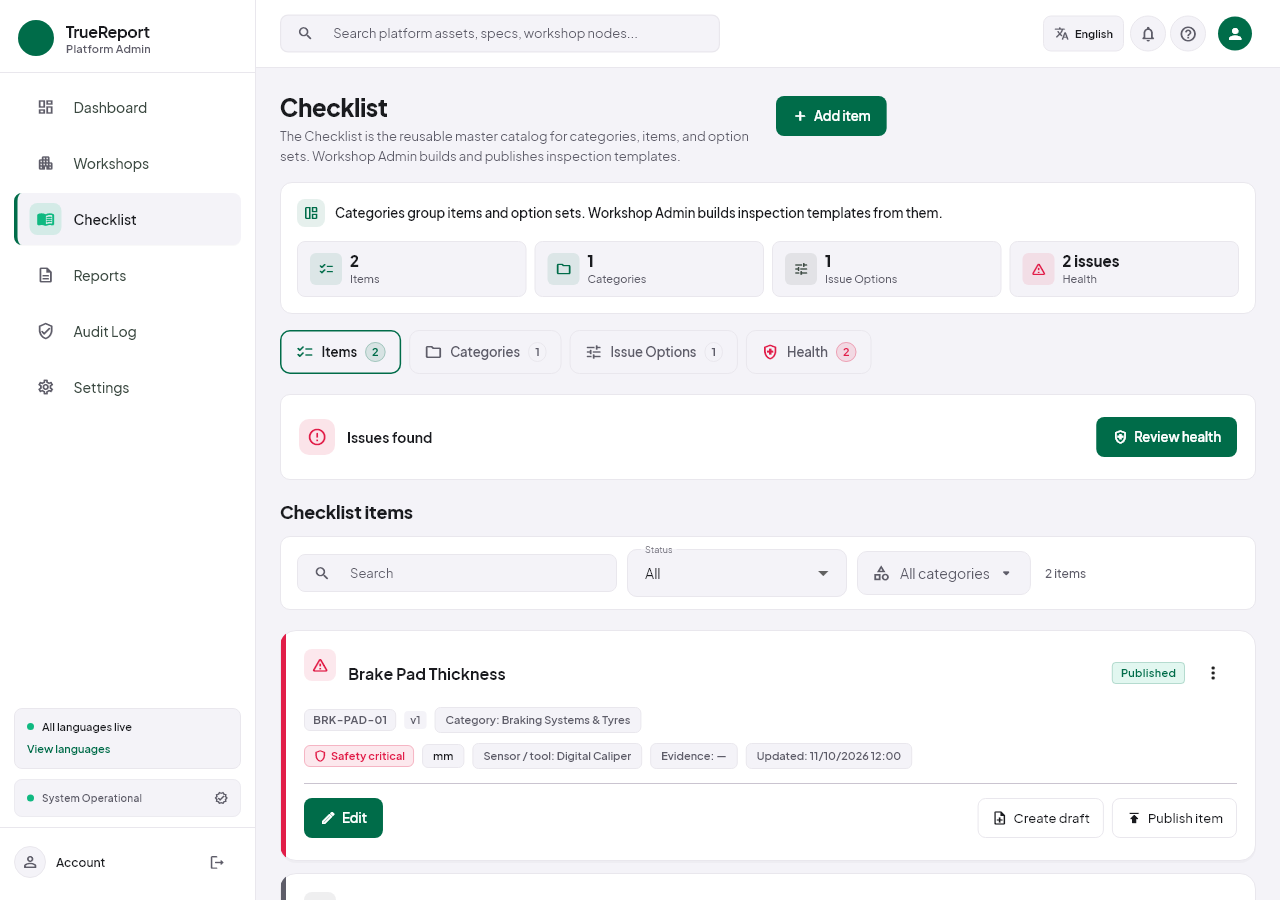 TrueReport
Platform Admin
Search platform assets, specs, workshop nodes...
English
Dashboard
Workshops
Checklist
Reports
Audit Log
Settings
All languages live
View languages
System Operational
Account
Checklist
The Checklist is the reusable master catalog for categories, items, and option
sets. Workshop Admin builds and publishes inspection templates.
Add item
Categories group items and option sets. Workshop Admin builds inspection templates from them.
2
Items
1
Categories
1
Issue Options
2 issues
Health
Items 2
Categories 1
Issue Options 1
Health 2
Issues found
Review health
Checklist items
Search
Status
All
All categories
2 items
Brake Pad Thickness
Published
BRK-PAD-01
v1
Category: Braking Systems & Tyres
Safety critical
mm
Sensor / tool: Digital Caliper
Evidence: —
Updated: 11/10/2026 12:00
Edit
Create draft
Publish item